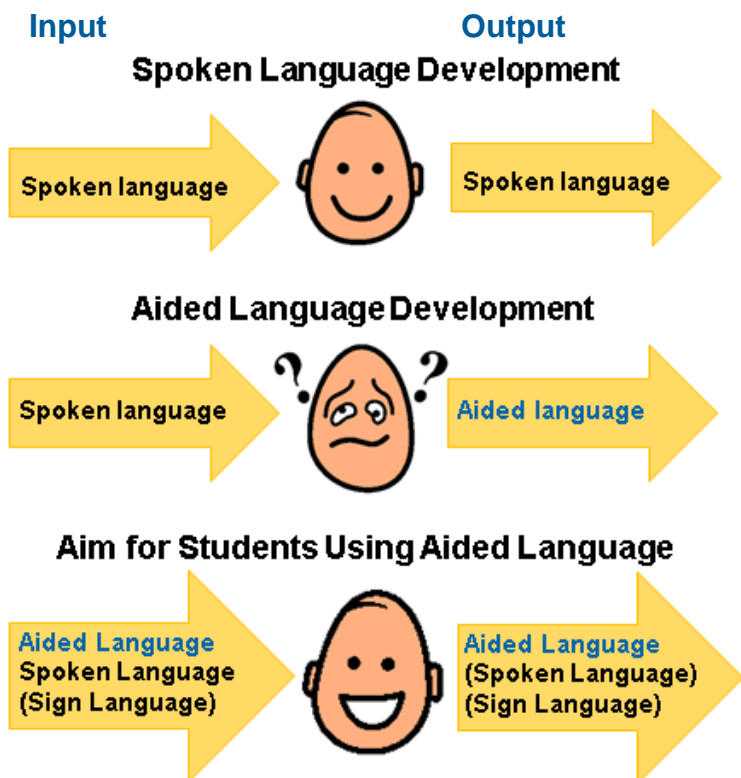 Input Output
Spoken Language Development
Spoken language Spoken language
Aided Language Development
? ?
Spoken language Aided language
Aim for Students Using Aided Language
Aided Language
Spoken Language
(Sign Language)
Aided Language
(Spoken Language)
(Sign Language)